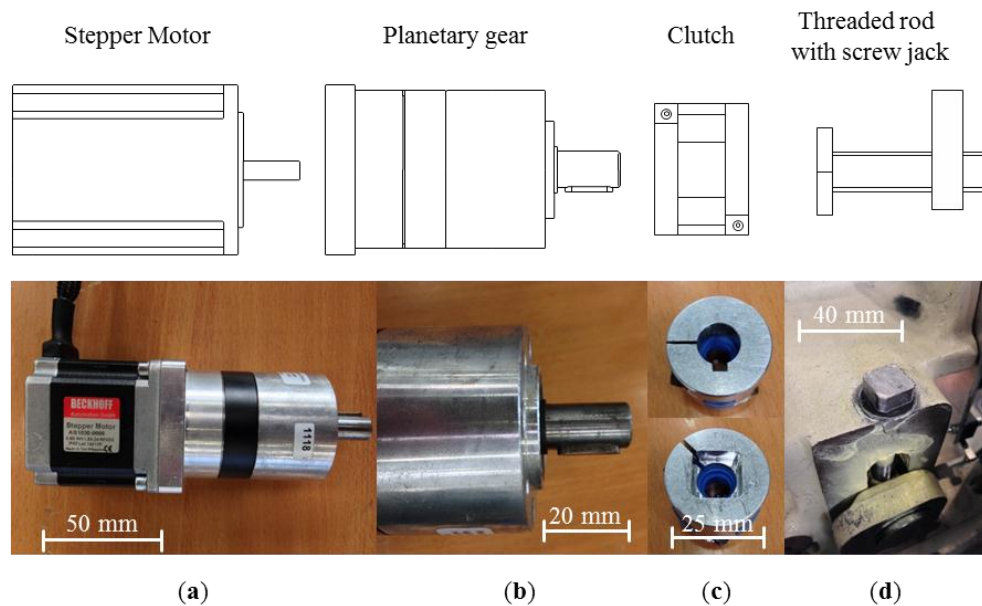 Stepper Motor
Planetary gear
Clutch
Threaded rod
with screw jack
BECKHOFF
Stepper Motor
1118
50 mm
20 mm
25 mm
40 mm
(a)
(b)
(c)
(d)